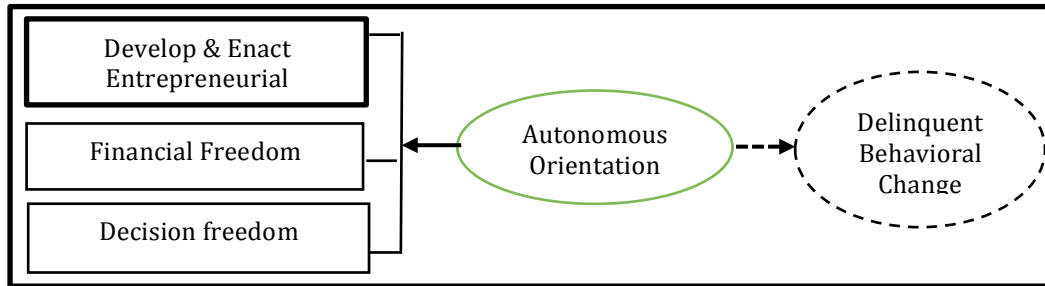 Develop & Enact
Entrepreneurial
Financial Freedom
Decision freedom
Autonomous
Orientation
Delinquent
Behavioral
Change